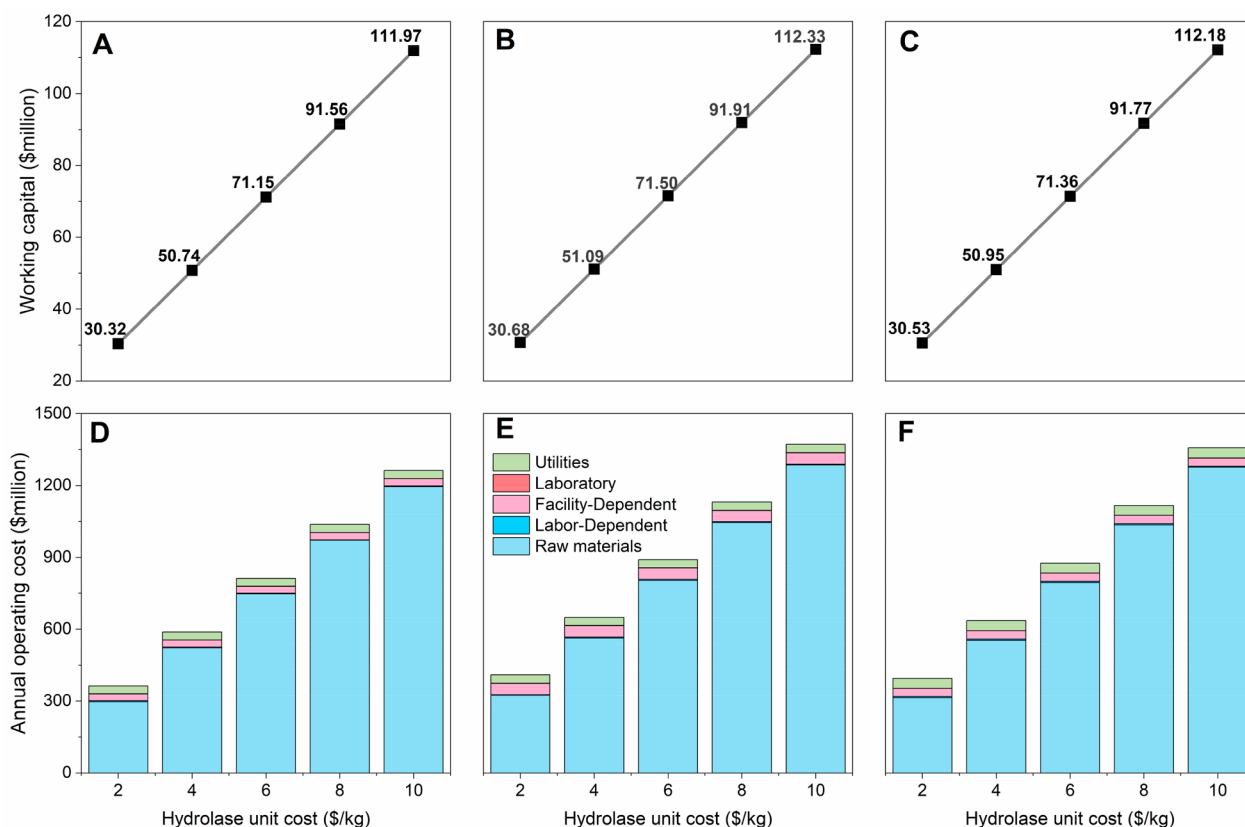 A
B
C
Working capital ($million)
120
100
80
60
40
20
30.32
50.74
71.15
91.56
111.97
30.68
51.09
71.50
91.91
112.33
30.53
50.95
71.36
91.77
112.18
D
E
F
Annual operating cost ($million)
1500
1200
900
600
300
0
Utilities
Laboratory
Facility-Dependent
Labor-Dependent
Raw materials
2 4 6 8 10
2 4 6 8 10
2 4 6 8 10
Hydrolase unit cost ($/kg)
Hydrolase unit cost ($/kg)
Hydrolase unit cost ($/kg)